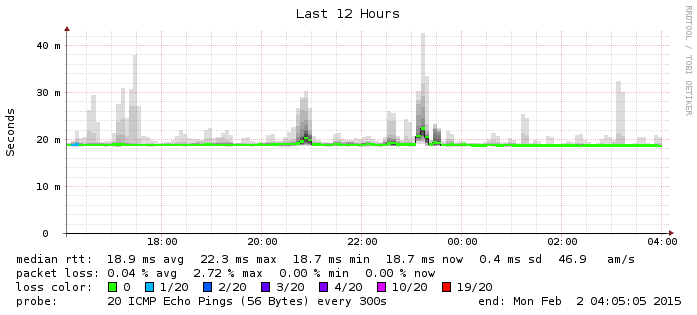 Last 12 Hours
RRDTOOL / TOBI OETIKER
Seconds
40 m
30 m
20 m
10 m
0
18:00 20:00 22:00 00:00 02:00 04:00
median rtt: 18.9 ms avg 22.3 ms max 18.7 ms min 18.7 ms now 0.4 ms sd 46.9 am/s
packet loss: 0.04 % avg 2.72 % max 0.00 % min 0.00 % now
loss color: 0 1/20 2/20 3/20 4/20 10/20 19/20
probe: 20 ICMP Echo Pings (56 Bytes) every 300s end: Mon Feb 2 04:05:05 2015